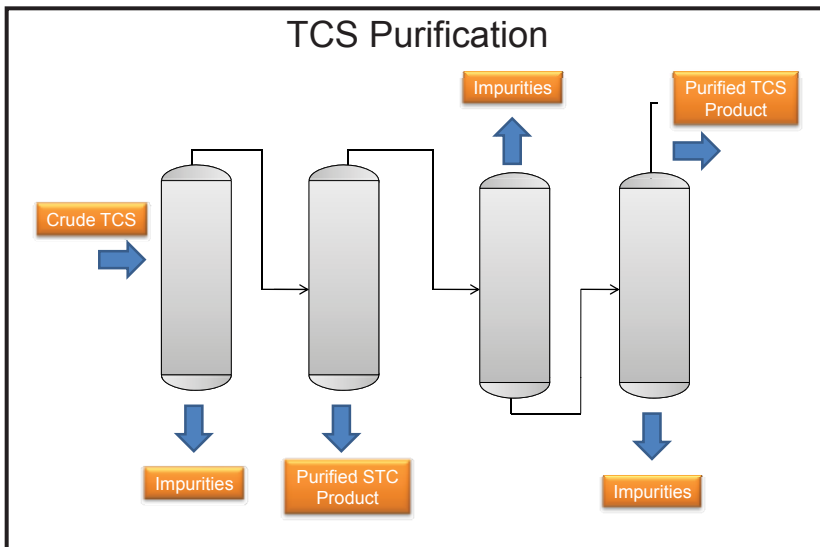 TCS Purification
Impurities
Purified TCS
Product
Crude TCS
Impurities
Purified STC
Product
Impurities